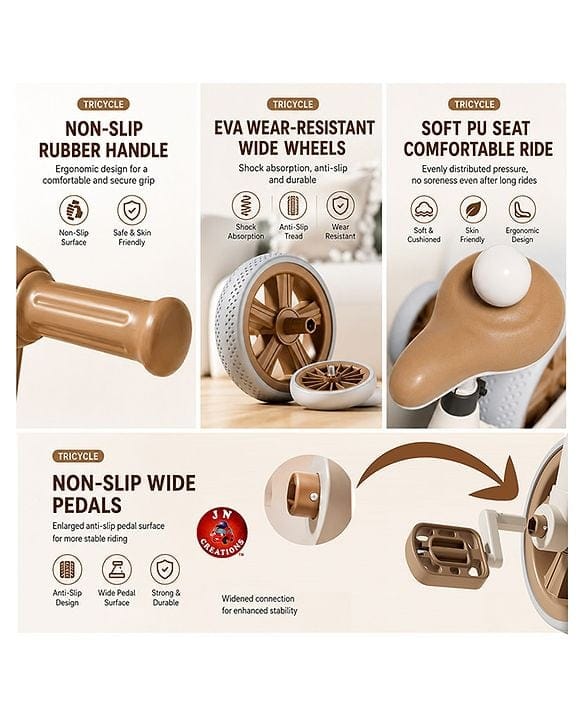 TRICYCLE
NON-SLIP
RUBBER HANDLE
Ergonomic design for a
comfortable and secure grip
Non-Slip
Surface
Safe & Skin
Friendly
TRICYCLE
EVA WEAR-RESISTANT
WIDE WHEELS
Shock absorption, anti-slip
and durable
Shock
Absorption
Anti-Slip
Tread
Wear
Resistant
TRICYCLE
SOFT PU SEAT
COMFORTABLE RIDE
Evenly distributed pressure,
no soreness even after long rides
Soft &
Cushioned
Skin
Friendly
Ergonomic
Design
TRICYCLE
NON-SLIP WIDE
PEDALS
Enlarged anti-slip pedal surface
for more stable riding
Anti-Slip
Design
Wide Pedal
Surface
Strong &
Durable
J N
CREATIONS
TM
Widened connection
for enhanced stability